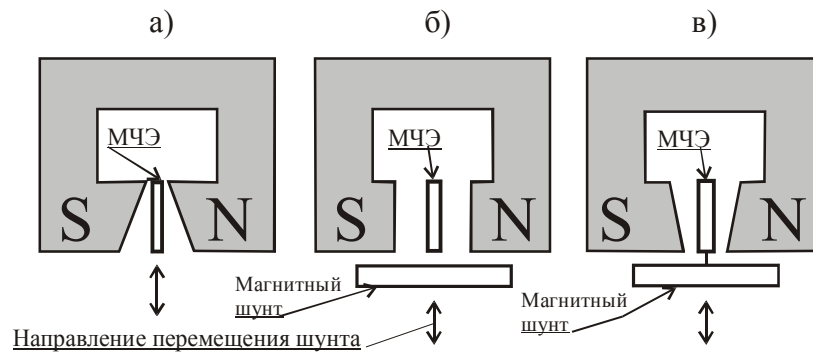 а)
б)
в)
МЧЭ
МЧЭ
МЧЭ
S N
S N
S N
Магнитный
шунт
Магнитный
шунт
Направление перемещения шунта